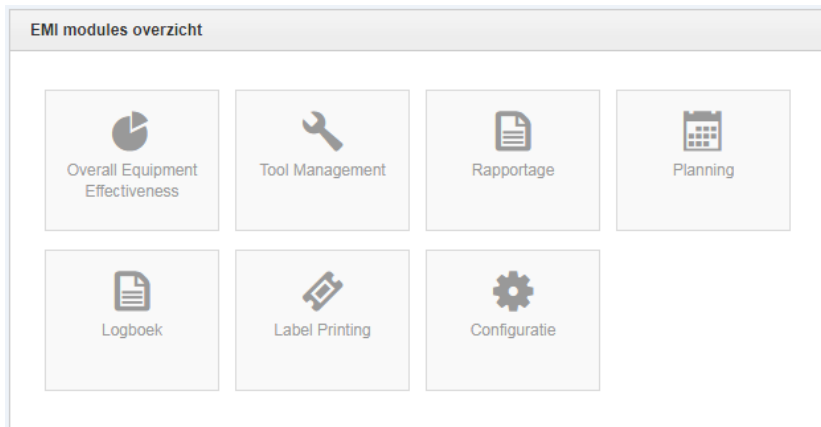 EMI modules overzicht
Overall Equipment
Effectiveness
Tool Management
Rapportage
Planning
Logboek
Label Printing
Configuratie